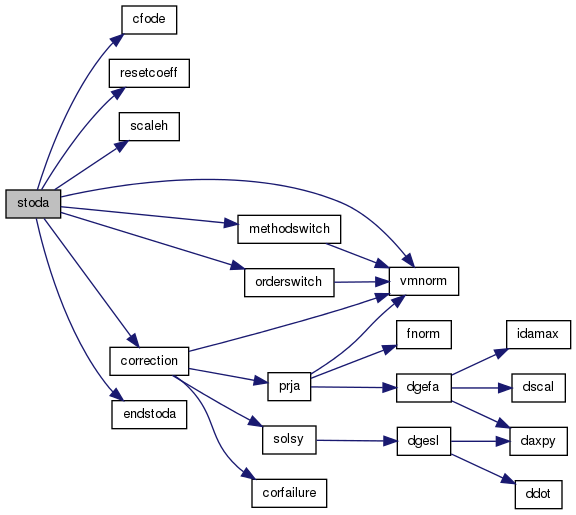 cfode
resetcoeff
scaleh
stoda
methodswitch
orderswitch
vmnorm
fnorm
idamax
correction
prja
dgefa
dscal
endstoda
solsy
dgesl
daxpy
corfailure
ddot